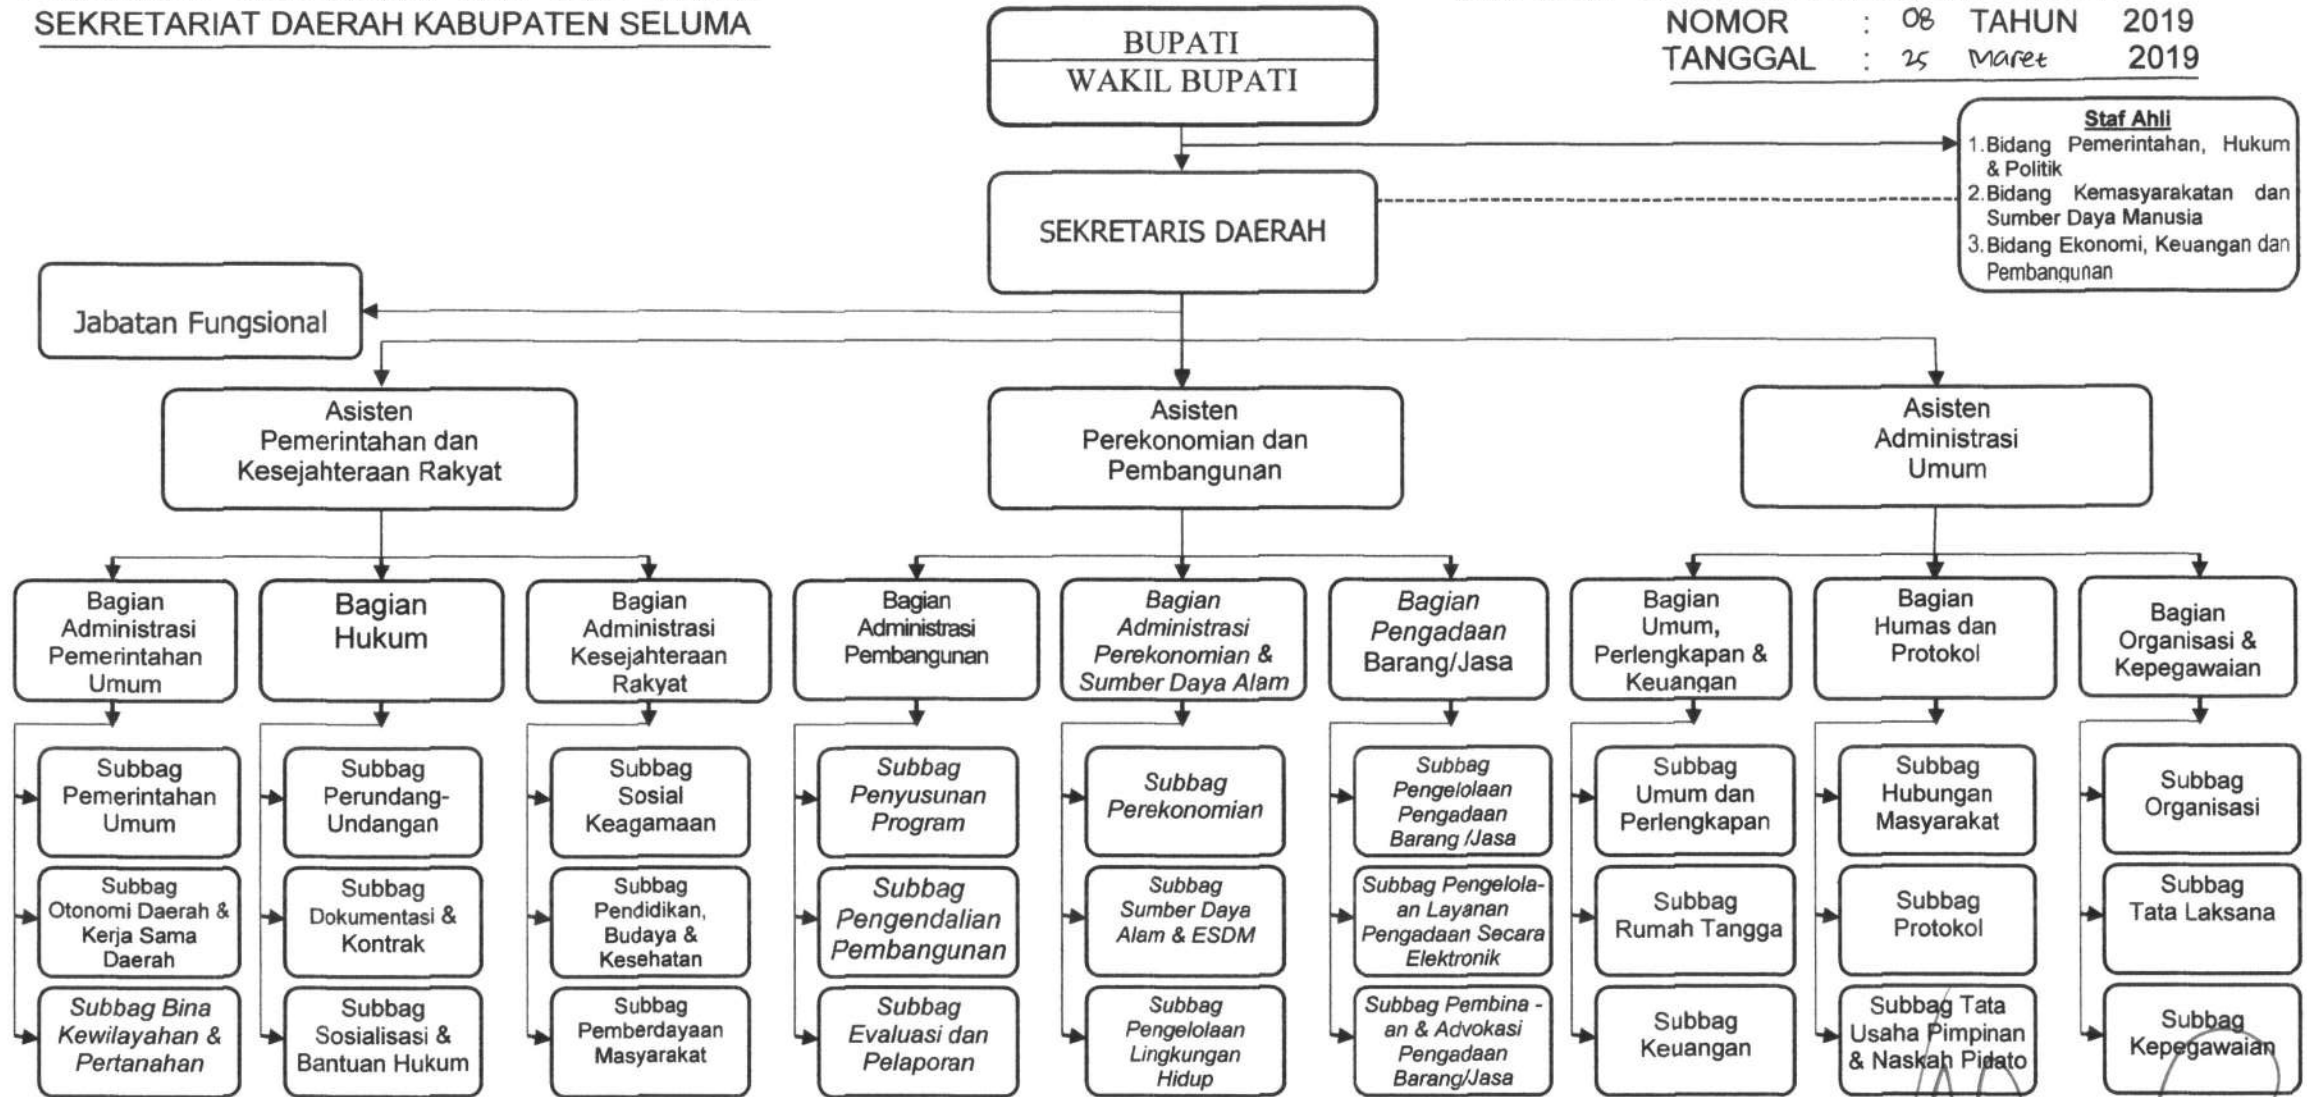 SEKRETARIAT DAERAH KABUPATEN SELUMA
NOMOR : 08 TAHUN 2019
TANGGAL : 25 Maret 2019
BUPATI
WAKIL BUPATI
Staf Ahli
1. Bidang Pemerintahan, Hukum
& Politik
2. Bidang Kemasyarakatan dan
Sumber Daya Manusia
3. Bidang Ekonomi, Keuangan dan
Pembangunan
SEKRETARIS DAERAH
Jabatan Fungsional
Asisten
Pemerintahan dan
Kesejahteraan Rakyat
Asisten
Perekonomian dan
Pembangunan
Asisten
Administrasi
Umum
Bagian
Administrasi
Pemerintahan
Umum
Bagian
Hukum
Bagian
Administrasi
Kesejahteraan
Rakyat
Bagian
Administrasi
Pembangunan
Bagian
Administrasi
Perekonomian &
Sumber Daya Alam
Bagian
Pengadaan
Barang/Jasa
Bagian
Umum,
Perlengkapan &
Keuangan
Bagian
Humas dan
Protokol
Bagian
Organisasi &
Kepegawaian
Subbag
Pemerintahan
Umum
Subbag
Perundang-
Undangan
Subbag
Sosial
Keagamaan
Subbag
Penyusunan
Program
Subbag
Perekonomian
Subbag
Pengelolaan
Pengadaan
Barang /Jasa
Subbag
Umum dan
Perlengkapan
Subbag
Hubungan
Masyarakat
Subbag
Organisasi
Subbag
Otonomi Daerah &
Kerja Sama
Daerah
Subbag
Dokumentasi &
Kontrak
Subbag
Pendidikan,
Budaya &
Kesehatan
Subbag
Pengendalian
Pembangunan
Subbag
Sumber Daya
Alam & ESDM
Subbag Pengelola-
an Layanan
Pengadaan Secara
Elektronik
Subbag
Rumah Tangga
Subbag
Protokol
Subbag
Tata Laksana
Subbag Bina
Kewilayahan &
Pertanahan
Subbag
Sosialisasi &
Bantuan Hukum
Subbag
Pemberdayaan
Masyarakat
Subbag
Evaluasi dan
Pelaporan
Subbag
Pengelolaan
Lingkungan
Hidup
Subbag Pembina -
an & Advokasi
Pengadaan
Barang/Jasa
Subbag
Keuangan
Subbag Tata
Usaha Pimpinan
& Naskah Pidato
Subbag
Kepegawaian